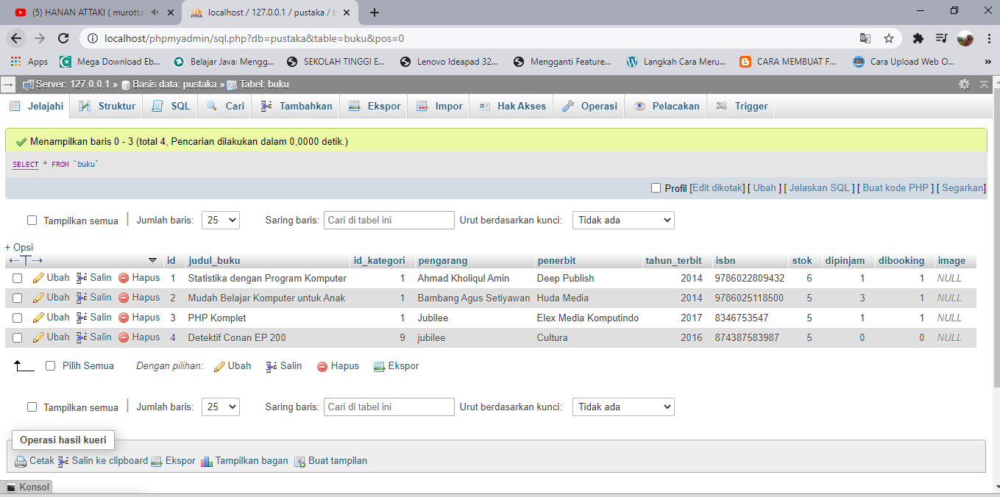 (5) HANAN ATTAKI ( murotta
localhost / 127.0.0.1 / pustaka / b
localhost/phpmyadmin/sql.php?db=pustaka&table=buku&pos=0
Apps Mega Download Eb... Belajar Java: Mengg... SEKOLAH TINGGI E... Lenovo Ideapad 32... Mengganti Feature... Langkah Cara Meru... CARA MEMBUAT F... Cara Upload Web O... »
Server: 127.0.0.1 » Basis data: pustaka » Tabel: buku
Jelajahi Struktur SQL Cari Tambahkan Ekspor Impor Hak Akses Operasi Pelacakan Trigger
Menampilkan baris 0 - 3 (total 4, Pencarian dilakukan dalam 0,0000 detik.)
SELECT * FROM `buku`
Profil [Edit dikotak] [ Ubah ] [ Jelaskan SQL ] [ Buat kode PHP ] [ Segarkan]
Tampilkan semua | Jumlah baris: 25 Saring baris: Cari di tabel ini Urut berdasarkan kunci: Tidak ada
+ Opsi
←T→ id judul_buku id_kategori pengarang penerbit tahun_terbit isbn stok dipinjam dibooking image
Ubah Salin Hapus 1 Statistika dengan Program Komputer 1 Ahmad Kholiqul Amin Deep Publish 2014 9786022809432 6 1 1 NULL
Ubah Salin Hapus 2 Mudah Belajar Komputer untuk Anak 1 Bambang Agus Setiyawan Huda Media 2014 9786025118500 5 3 1 NULL
Ubah Salin Hapus 3 PHP Komplet 1 Jubilee Elex Media Komputindo 2017 8346753547 5 1 1 NULL
Ubah Salin Hapus 4 Detektif Conan EP 200 9 jubilee Cultura 2016 874387583987 5 0 0 NULL
Pilih Semua Dengan pilihan: Ubah Salin Hapus Ekspor
Tampilkan semua | Jumlah baris: 25 Saring baris: Cari di tabel ini Urut berdasarkan kunci: Tidak ada
Operasi hasil kueri
Cetak Salin ke clipboard Ekspor Tampilkan bagan Buat tampilan
Konsol